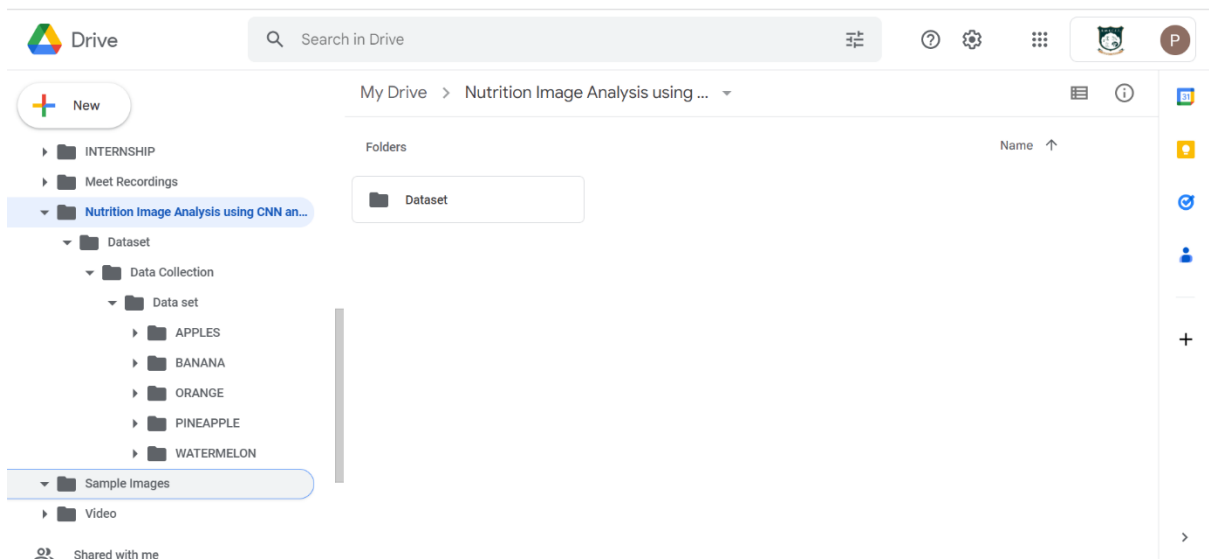 Drive
Search in Drive
P
New
My Drive > Nutrition Image Analysis using ...
31
INTERNSHIP
Meet Recordings
Nutrition Image Analysis using CNN an...
Dataset
Data Collection
Data set
APPLES
BANANA
ORANGE
PINEAPPLE
WATERMELON
Sample Images
Video
Shared with me
Folders
Name
Dataset